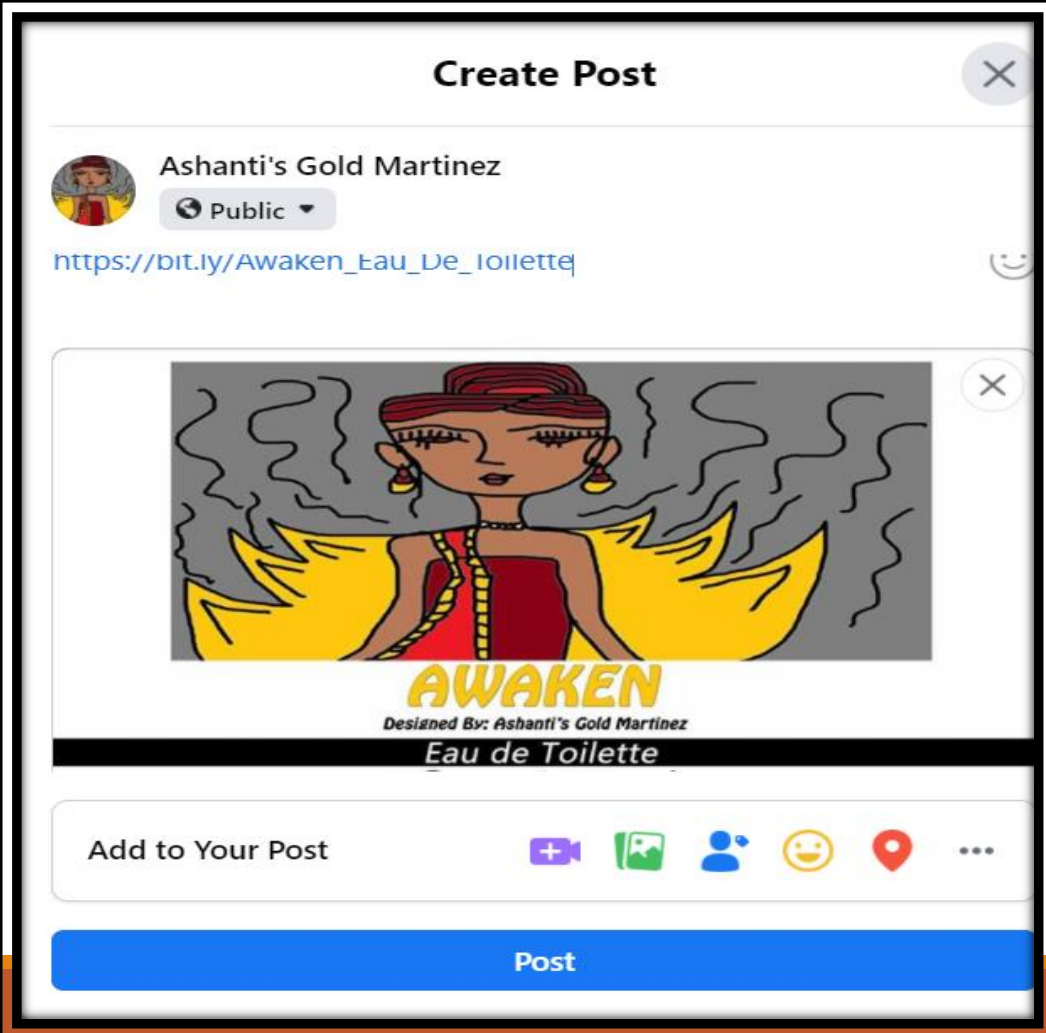 Create Post
Ashanti's Gold Martinez
Public
https://bit.ly/Awaken_Eau_De_Toilette
AWAKEN
Designed By: Ashanti's Gold Martinez
Eau de Toilette
Add to Your Post
Post